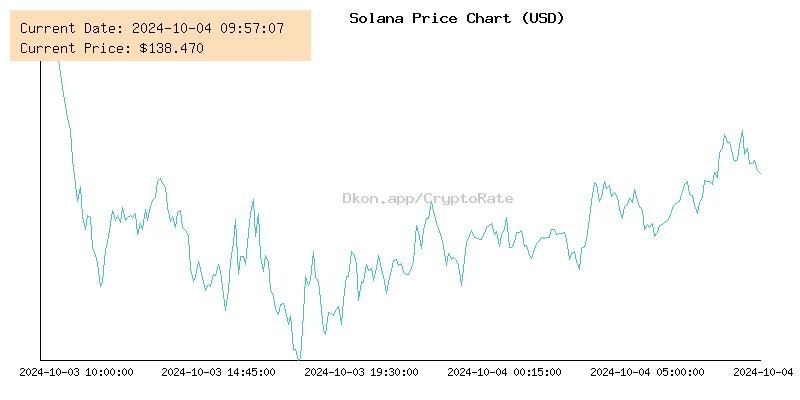 Solana Price Chart (USD)
Current Date: 2024-10-04 09:57:07
Current Price: $138.470
Dkon.app/CryptoRate
2024-10-03 10:00:00
2024-10-03 14:45:00
2024-10-03 19:30:00
2024-10-04 00:15:00
2024-10-04 05:00:00
2024-10-04